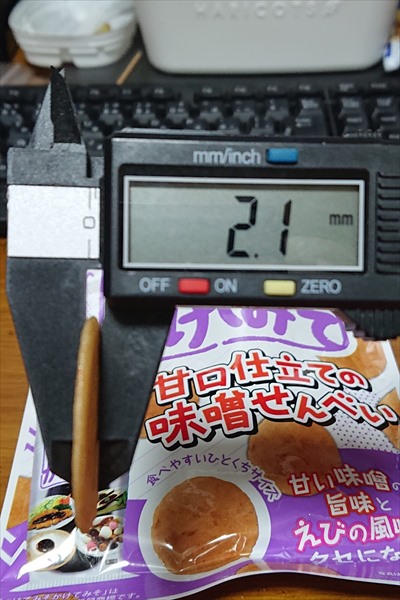 HARICOTS
mm/inch
2.1 mm
OFF ON ZERO
0
甘口仕立ての
味噌せんべい
食べやすいひとくちサイズ
甘い味噌の
旨味と
えびの風味
クセにな